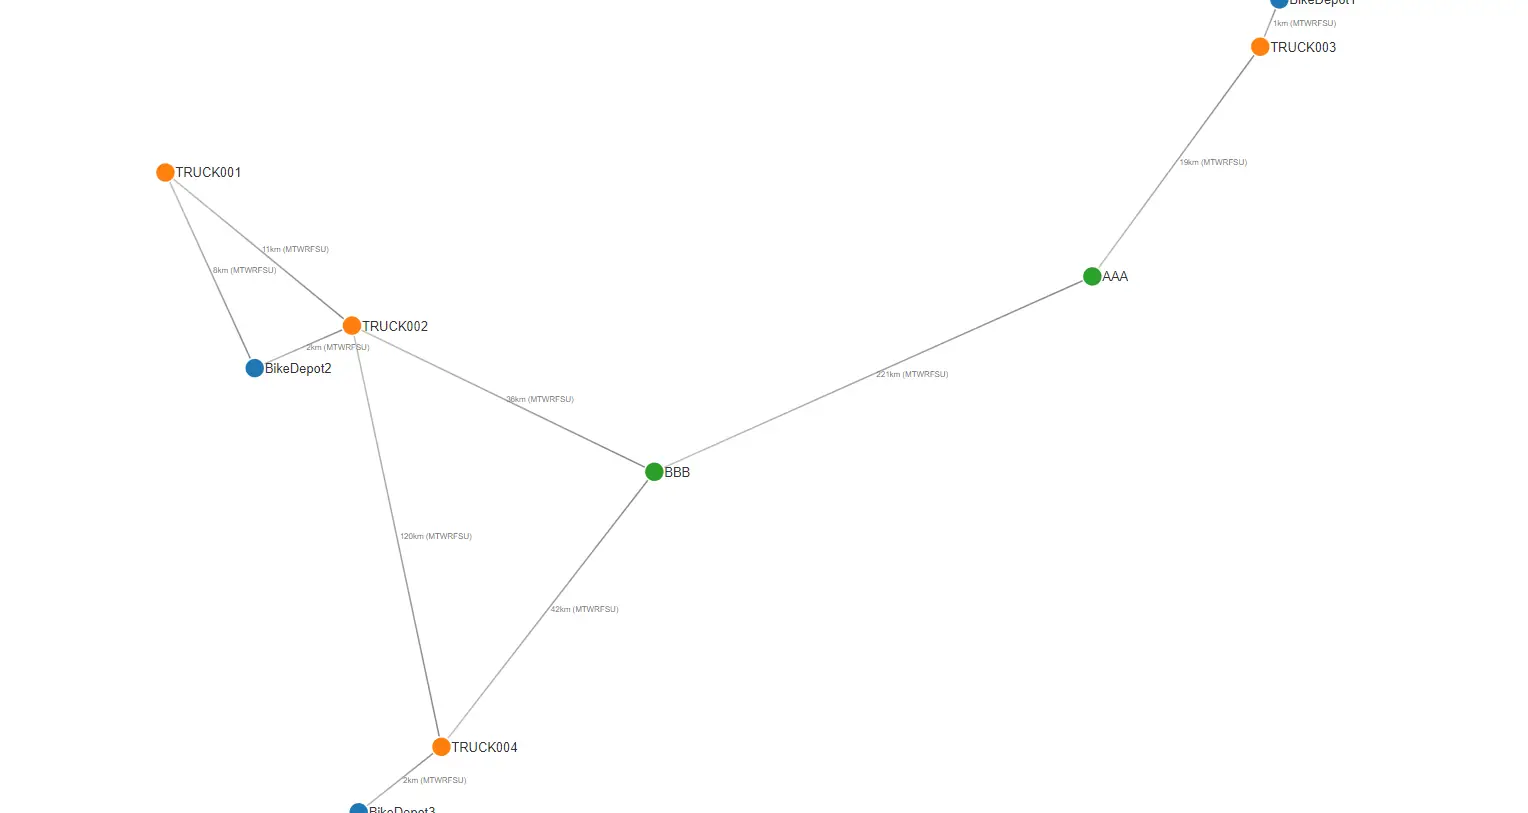 BikeDepot1
1km (MTWRFSU)
TRUCK003
19km (MTWRFSU)
TRUCK001
11km (MTWRFSU)
8km (MTWRFSU)
AAA
TRUCK002
2km (MTWRFSU)
BikeDepot2
221km (MTWRFSU)
36km (MTWRFSU)
BBB
120km (MTWRFSU)
42km (MTWRFSU)
TRUCK004
2km (MTWRFSU)
BikeDepot3